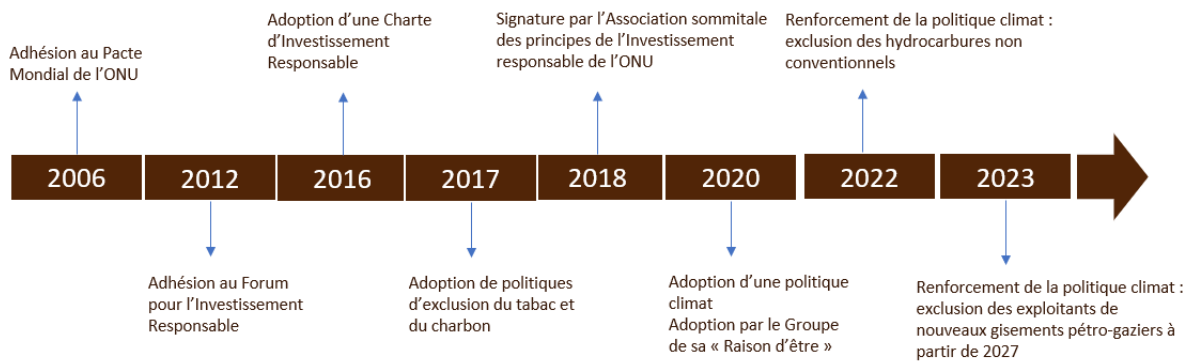 Adhésion au Pacte
Mondial de l’ONU
Adoption d’une Charte
d’Investissement
Responsable
Signature par l’Association sommitale
des principes de l’Investissement
responsable de l’ONU
Renforcement de la politique climat :
exclusion des hydrocarbures non
conventionnels
2006
2012
2016
2017
2018
2020
2022
2023
Adhésion au Forum
pour l’Investissement
Responsable
Adoption de politiques
d’exclusion du tabac et
du charbon
Adoption d’une politique
climat
Adoption par le Groupe
de sa « Raison d’être »
Renforcement de la politique climat :
exclusion des exploitants de
nouveaux gisements pétro-gaziers à
partir de 2027